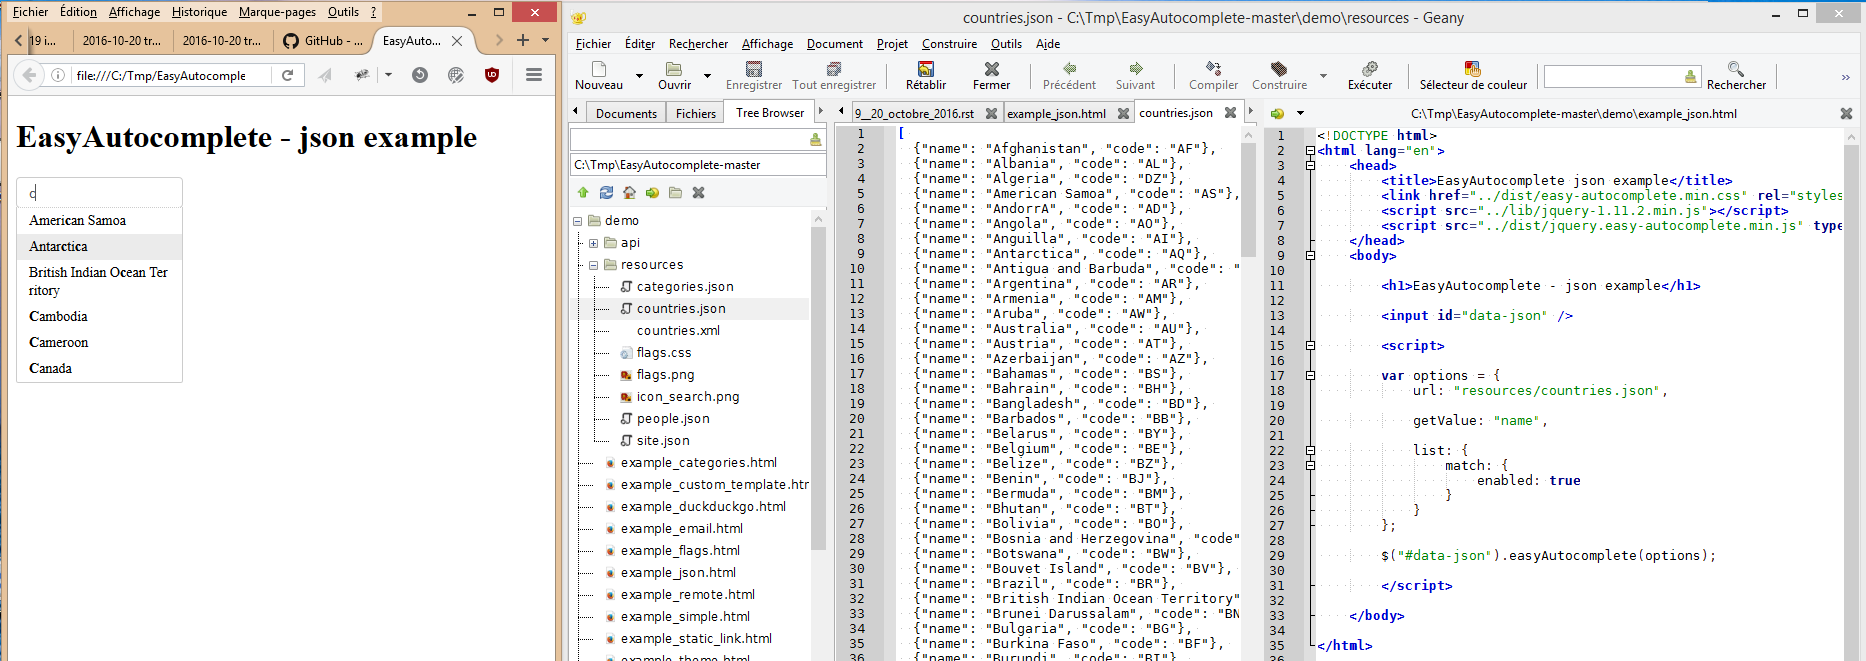 Fichier Édition Affichage Historique Marque-pages Outils ?
19 i... 2016-10-20 tr... 2016-10-20 tr... GitHub - ... EasyAuto...
file:///C:/Tmp/EasyAutocomple
EasyAutocomplete - json example
c
American Samoa
Antarctica
British Indian Ocean Ter
ritory
Cambodia
Cameroon
Canada
countries.json - C:\Tmp\EasyAutocomplete-master\demo\resources - Geany
Fichier Éditer Rechercher Affichage Document Projet Construire Outils Aide
Nouveau Ouvrir Enregistrer Tout enregistrer Rétablir Fermer Précédent Suivant Compiler Construire Exécuter Sélecteur de couleur Rechercher
Documents Fichiers Tree Browser
C:\Tmp\EasyAutocomplete-master
demo
api
resources
categories.json
countries.json
countries.xml
flags.css
flags.png
icon_search.png
people.json
site.json
example_categories.html
example_custom_template.htr
example_duckduckgo.html
example_email.html
example_flags.html
example_json.html
example_remote.html
example_simple.html
example_static_link.html
example_theme.html
9__20_octobre_2016.rst example_json.html countries.json
1 [
2 {"name": "Afghanistan", "code": "AF"},
3 {"name": "Albania", "code": "AL"},
4 {"name": "Algeria", "code": "DZ"},
5 {"name": "American Samoa", "code": "AS"},
6 {"name": "AndorrA", "code": "AD"},
7 {"name": "Angola", "code": "AO"},
8 {"name": "Anguilla", "code": "AI"},
9 {"name": "Antarctica", "code": "AQ"},
10 {"name": "Antigua and Barbuda", "code": "
11 {"name": "Argentina", "code": "AR"},
12 {"name": "Armenia", "code": "AM"},
13 {"name": "Aruba", "code": "AW"},
14 {"name": "Australia", "code": "AU"},
15 {"name": "Austria", "code": "AT"},
16 {"name": "Azerbaijan", "code": "AZ"},
17 {"name": "Bahamas", "code": "BS"},
18 {"name": "Bahrain", "code": "BH"},
19 {"name": "Bangladesh", "code": "BD"},
20 {"name": "Barbados", "code": "BB"},
21 {"name": "Belarus", "code": "BY"},
22 {"name": "Belgium", "code": "BE"},
23 {"name": "Belize", "code": "BZ"},
24 {"name": "Benin", "code": "BJ"},
25 {"name": "Bermuda", "code": "BM"},
26 {"name": "Bhutan", "code": "BT"},
27 {"name": "Bolivia", "code": "BO"},
28 {"name": "Bosnia and Herzegovina", "code"
29 {"name": "Botswana", "code": "BW"},
30 {"name": "Bouvet Island", "code": "BV"},
31 {"name": "Brazil", "code": "BR"},
32 {"name": "British Indian Ocean Territory"
33 {"name": "Brunei Darussalam", "code": "BN
34 {"name": "Bulgaria", "code": "BG"},
35 {"name": "Burkina Faso", "code": "BF"},
36 {"name": "Burundi", "code": "BI"},
C:\Tmp\EasyAutocomplete-master\demo\example_json.html
1 <!DOCTYPE html>
2 <html lang="en">
3 <head>
4 <title>EasyAutocomplete json example</title>
5 <link href="../dist/easy-autocomplete.min.css" rel="styles
6 <script src="../lib/jquery-1.11.2.min.js"></script>
7 <script src="../dist/jquery.easy-autocomplete.min.js" type
8 </head>
9 <body>
10
11 <h1>EasyAutocomplete - json example</h1>
12
13 <input id="data-json" />
14
15 <script>
16
17 var options = {
18 url: "resources/countries.json",
19
20 getValue: "name",
21
22 list: {
23 match: {
24 enabled: true
25 }
26 }
27 };
28
29 $("#data-json").easyAutocomplete(options);
30
31 </script>
32
33 </body>
34
35 </html>
36